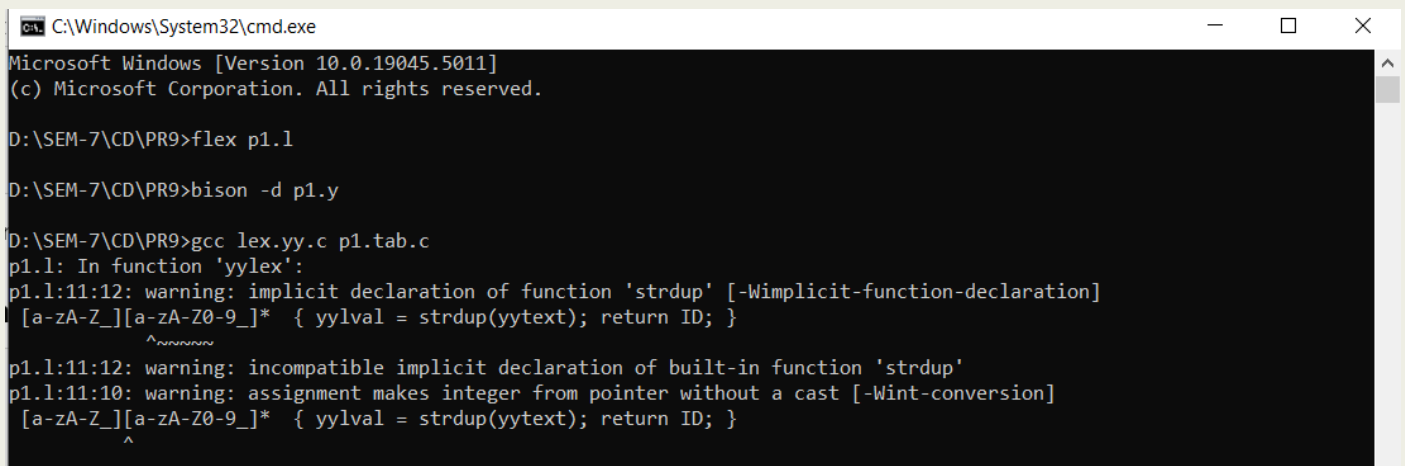 C:\Windows\System32\cmd.exe
Microsoft Windows [Version 10.0.19045.5011]
(c) Microsoft Corporation. All rights reserved.
D:\SEM-7\CD\PR9>flex p1.l
D:\SEM-7\CD\PR9>bison -d p1.y
D:\SEM-7\CD\PR9>gcc lex.yy.c p1.tab.c
p1.l: In function 'yylex':
p1.l:11:12: warning: implicit declaration of function 'strdup' [-Wimplicit-function-declaration]
 [a-zA-Z_][a-zA-Z0-9_]*  { yylval = strdup(yytext); return ID; }
            ^~~~~~
p1.l:11:12: warning: incompatible implicit declaration of built-in function 'strdup'
p1.l:11:10: warning: assignment makes integer from pointer without a cast [-Wint-conversion]
 [a-zA-Z_][a-zA-Z0-9_]*  { yylval = strdup(yytext); return ID; }
          ^